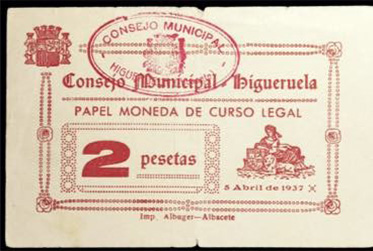 CONSEJO MUNICIPAL
HIGUE
Consejo Municipal - Higueruela
PAPEL MONEDA DE CURSO LEGAL
2 pesetas
5 Abril de 1937
Imp. Albuger—Albacete